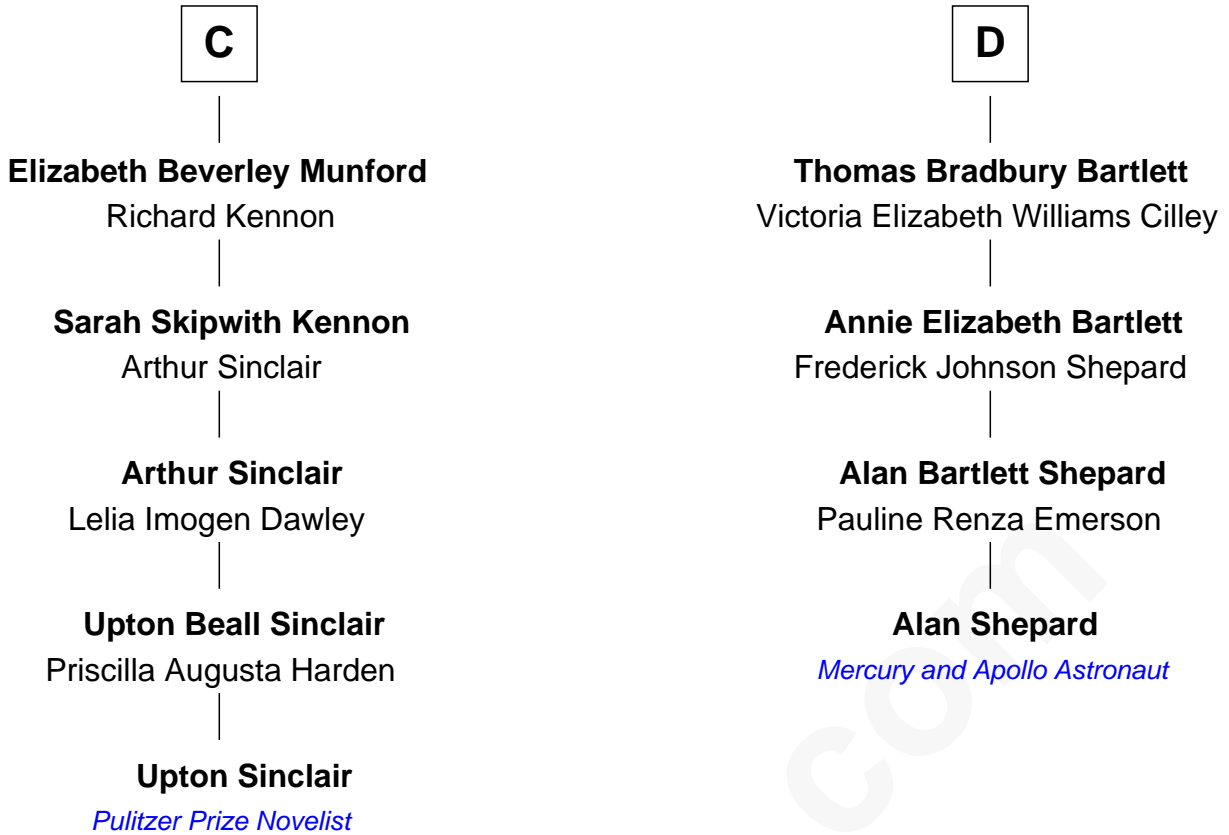 C
Elizabeth Beverley Munford
Richard Kennon
Sarah Skipwith Kennon
Arthur Sinclair
Arthur Sinclair
Lelia Imogen Dawley
Upton Beall Sinclair
Priscilla Augusta Harden
Upton Sinclair
Pulitzer Prize Novelist
D
Thomas Bradbury Bartlett
Victoria Elizabeth Williams Cilley
Annie Elizabeth Bartlett
Frederick Johnson Shepard
Alan Bartlett Shepard
Pauline Renza Emerson
Alan Shepard
Mercury and Apollo Astronaut
com